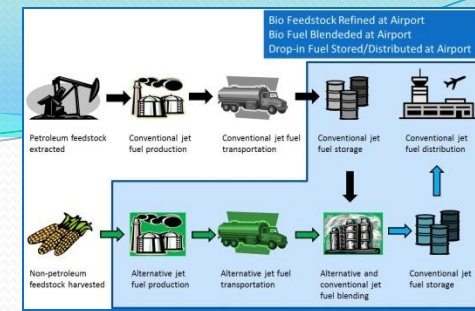 Bio Feedstock Refined at Airport
Bio Fuel Blendeded at Airport
Drop-in Fuel Stored/Distributed at Airport
Petroleum feedstock
extracted
Conventional jet
fuel production
Conventional jet fuel
transportation
Conventional jet
fuel storage
Conventional jet
fuel distribution
Non-petroleum
feedstock harvested
Alternative jet
fuel production
Alternative jet fuel
transportation
Alternative and
conventional jet
fuel blending
Conventional jet
fuel storage